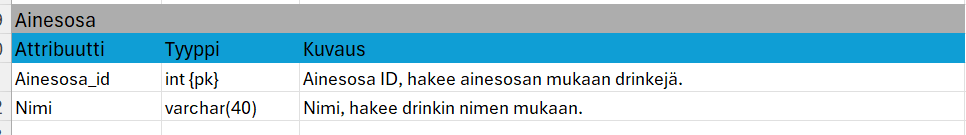 Ainesosa
Attribuutti Tyyppi Kuvaus
Ainesosa_id int {pk} Ainesosa ID, hakee ainesosan mukaan drinkejä.
Nimi varchar(40) Nimi, hakee drinkin nimen mukaan.